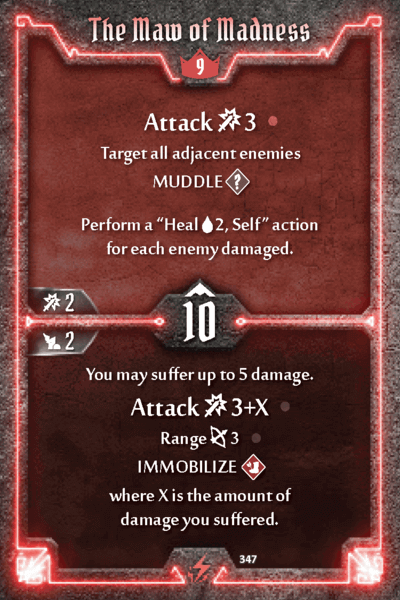 The Maw of Madness
9
Attack 3
Target all adjacent enemies
MUDDLE ?
Perform a “Heal 2, Self” action
for each enemy damaged.
2
10
2
You may suffer up to 5 damage.
Attack 3+X
Range 3
IMMOBILIZE
where X is the amount of
damage you suffered.
347